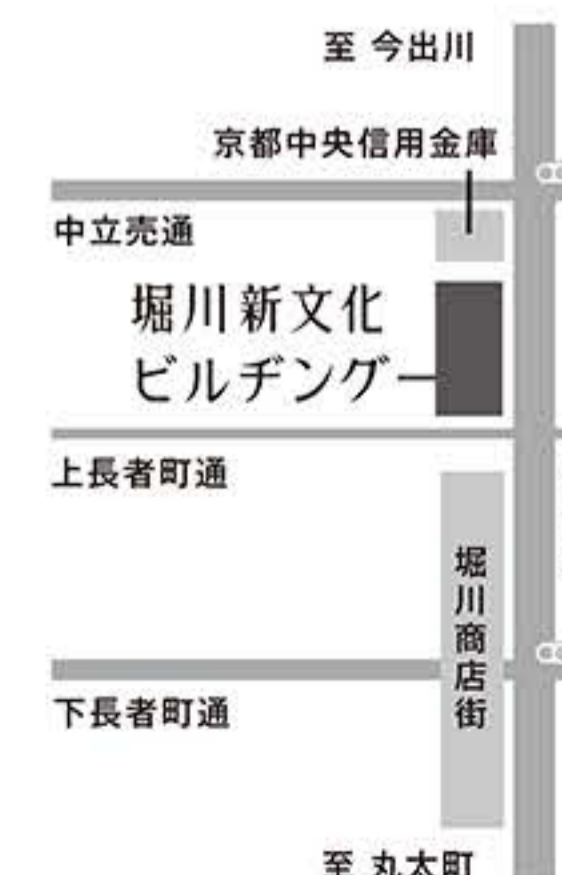 至 今出川
京都中央信用金庫
中立売通
堀川新文化
ビルヂング
上長者町通
堀川商店街
下長者町通
至 丸太町